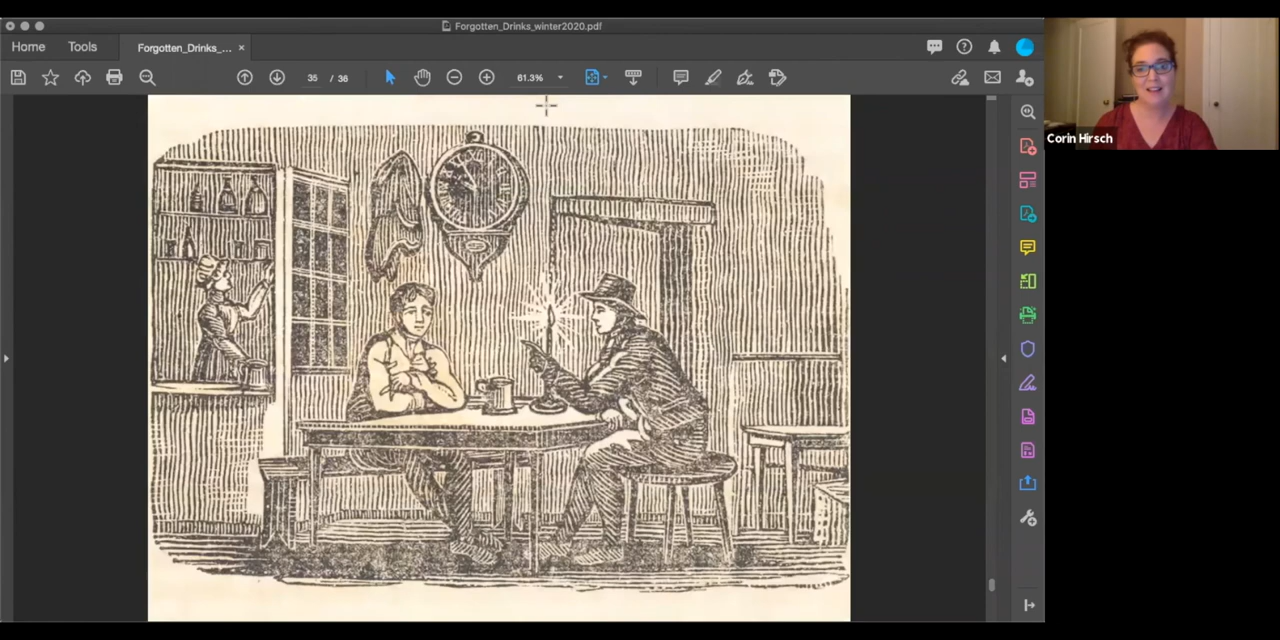 Forgotten_Drinks_winter2020.pdf
Home
Tools
Forgotten_Drinks_...
35 / 36
61.3%
Corin Hirsch